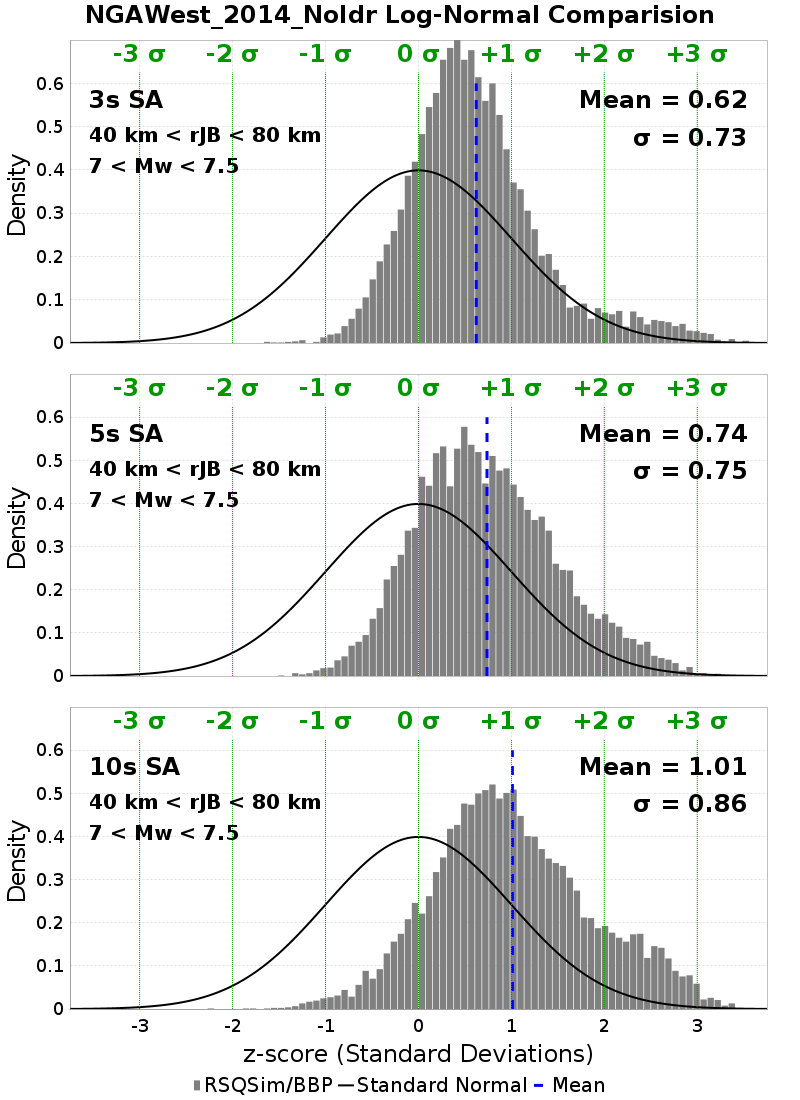 NGAWest_2014_NoIdr Log-Normal Comparision
-3 σ -2 σ -1 σ 0 σ +1 σ +2 σ +3 σ
3s SA
Mean = 0.62
40 km < rJB < 80 km
σ = 0.73
7 < Mw < 7.5
Density
0.6
0.5
0.4
0.3
0.2
0.1
0
-3 σ -2 σ -1 σ 0 σ +1 σ +2 σ +3 σ
5s SA
Mean = 0.74
40 km < rJB < 80 km
σ = 0.75
7 < Mw < 7.5
Density
0.6
0.5
0.4
0.3
0.2
0.1
0
-3 σ -2 σ -1 σ 0 σ +1 σ +2 σ +3 σ
10s SA
Mean = 1.01
40 km < rJB < 80 km
σ = 0.86
7 < Mw < 7.5
Density
0.6
0.5
0.4
0.3
0.2
0.1
0
-3 -2 -1 0 1 2 3
z-score (Standard Deviations)
RSQSim/BBP Standard Normal Mean